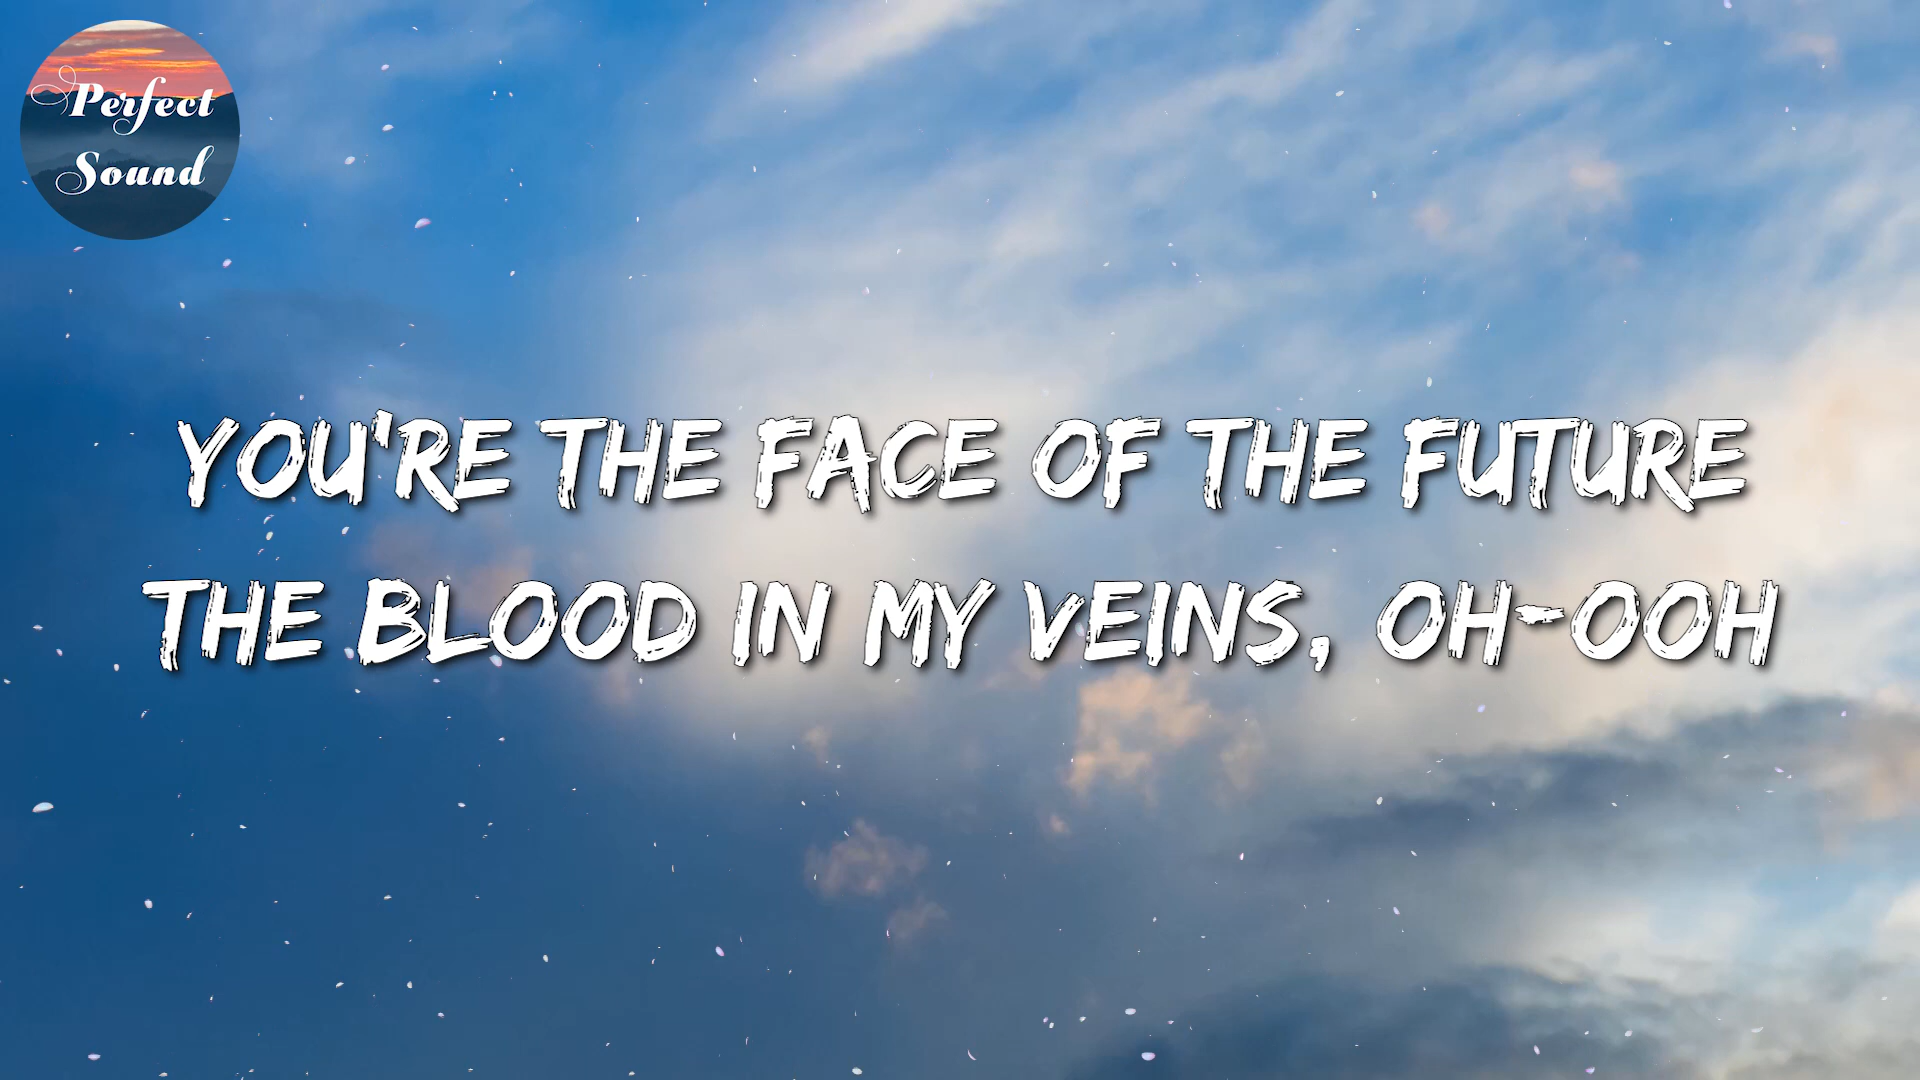 Perfect
Sound
YOU'RE THE FACE OF THE FUTURE
THE BLOOD IN MY VEINS, OH-OOH